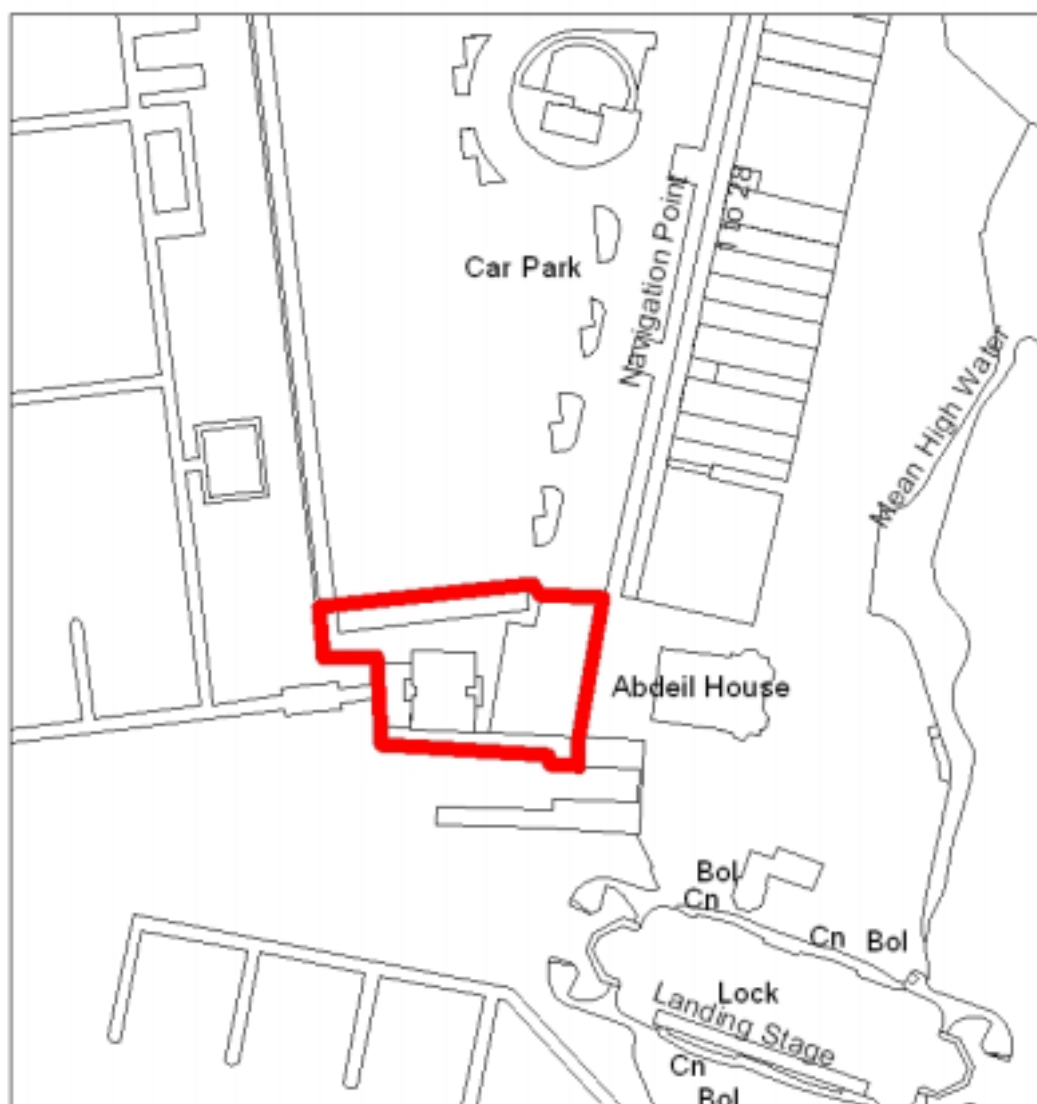 1 to 28
Car Park
Navigation Point
Mean High Water
Abdeil House
Bol
Cn
Cn Bol
Lock
Landing Stage
Cn
Bol